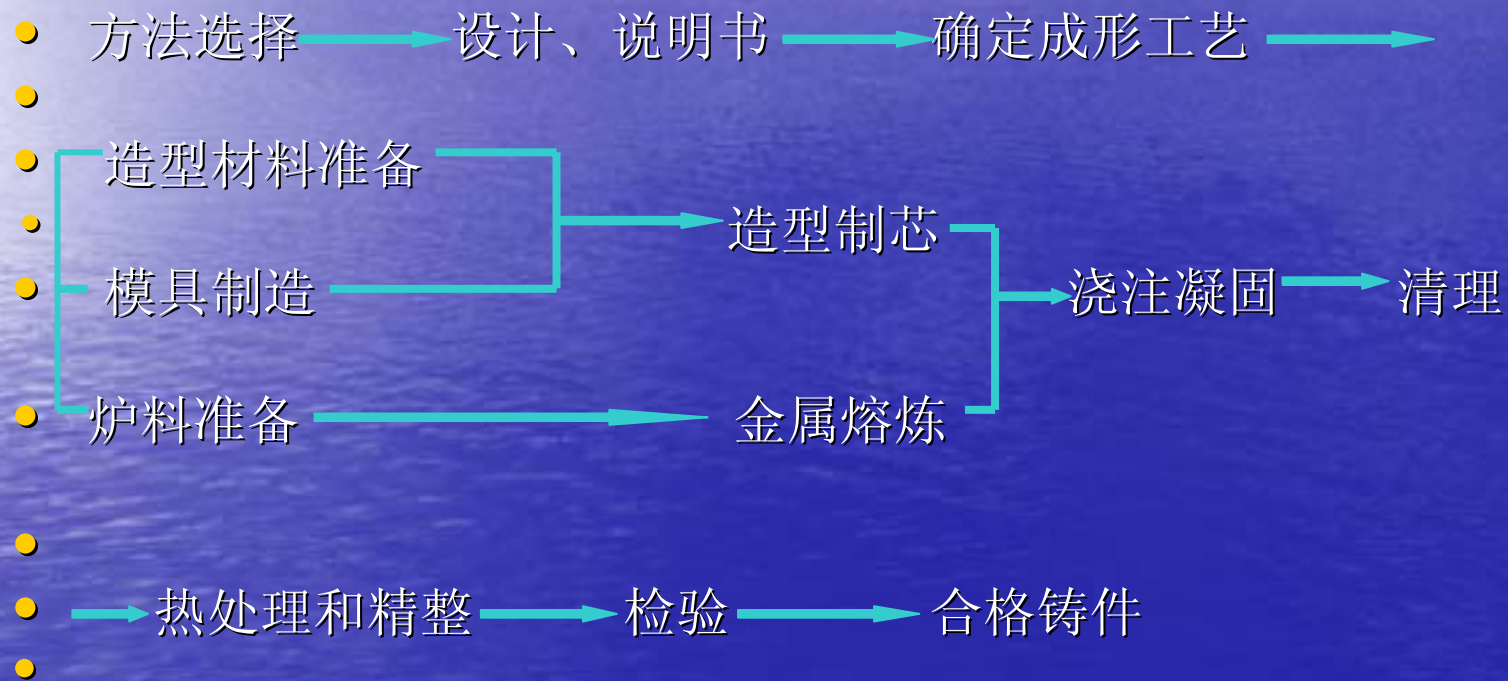 方法选择 设计、说明书 确定成形工艺
造型材料准备
造型制芯
模具制造 浇注凝固 清理
炉料准备 金属熔炼
热处理和精整 检验 合格铸件